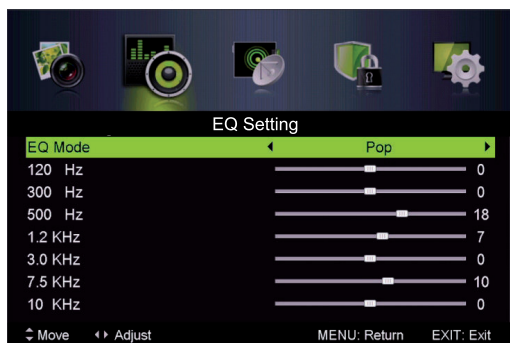 EQ Setting
EQ Mode Pop
120 Hz 0
300 Hz 0
500 Hz 18
1.2 KHz 7
3.0 KHz 0
7.5 KHz 10
10 KHz 0
Move Adjust MENU: Return EXIT: Exit